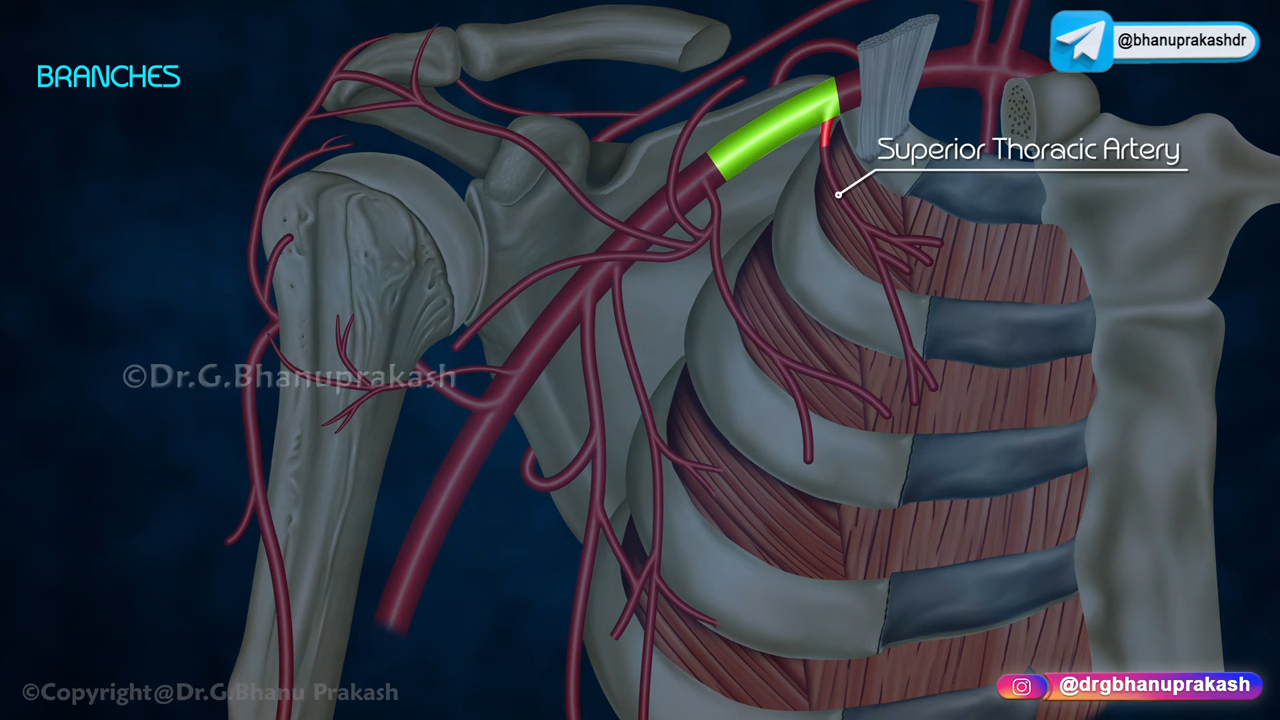 @bhanuprakashdr
BRANCHES
Superior Thoracic Artery
©Dr.G.Bhanuprakash
©Copyright@Dr.G.Bhanu Prakash
@drgbhanuprakash